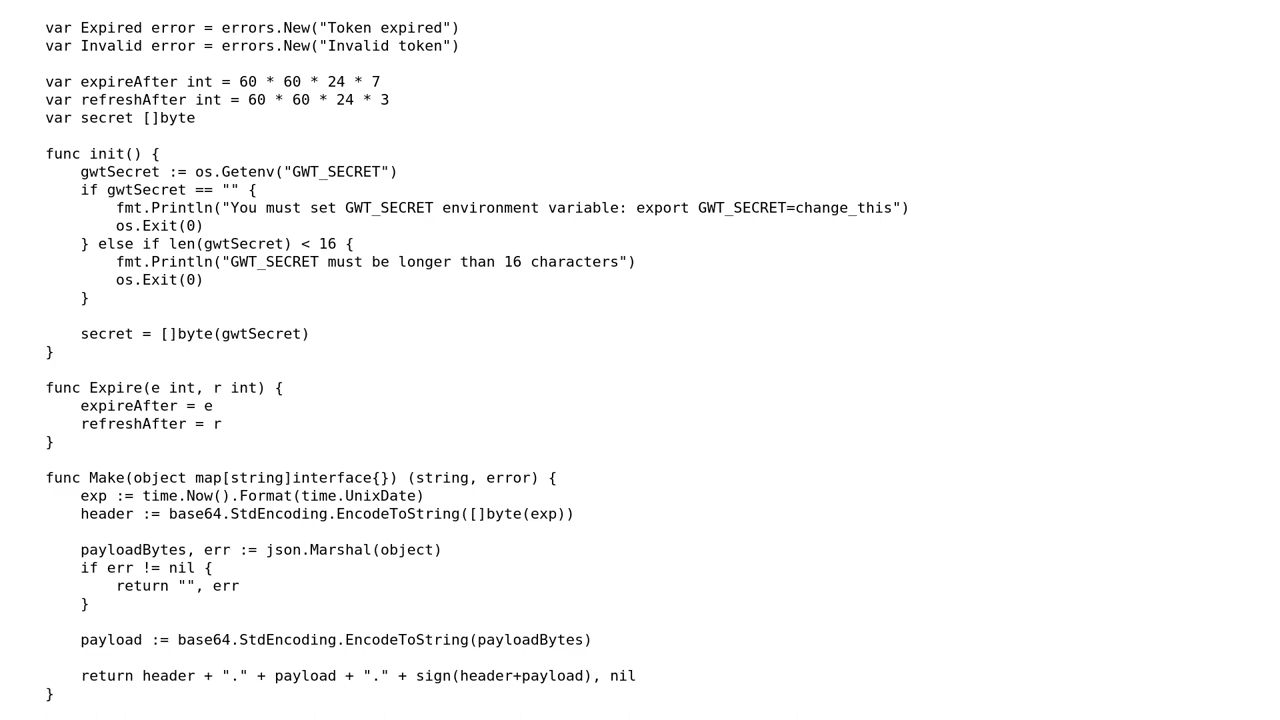 var Expired error = errors.New("Token expired")
var Invalid error = errors.New("Invalid token")

var expireAfter int = 60 * 60 * 24 * 7
var refreshAfter int = 60 * 60 * 24 * 3
var secret []byte

func init() {
    gwtSecret := os.Getenv("GWT_SECRET")
    if gwtSecret == "" {
        fmt.Println("You must set GWT_SECRET environment variable: export GWT_SECRET=change_this")
        os.Exit(0)
    } else if len(gwtSecret) < 16 {
        fmt.Println("GWT_SECRET must be longer than 16 characters")
        os.Exit(0)
    }

    secret = []byte(gwtSecret)
}

func Expire(e int, r int) {
    expireAfter = e
    refreshAfter = r
}

func Make(object map[string]interface{}) (string, error) {
    exp := time.Now().Format(time.UnixDate)
    header := base64.StdEncoding.EncodeToString([]byte(exp))

    payloadBytes, err := json.Marshal(object)
    if err != nil {
        return "", err
    }

    payload := base64.StdEncoding.EncodeToString(payloadBytes)

    return header + "." + payload + "." + sign(header+payload), nil
}